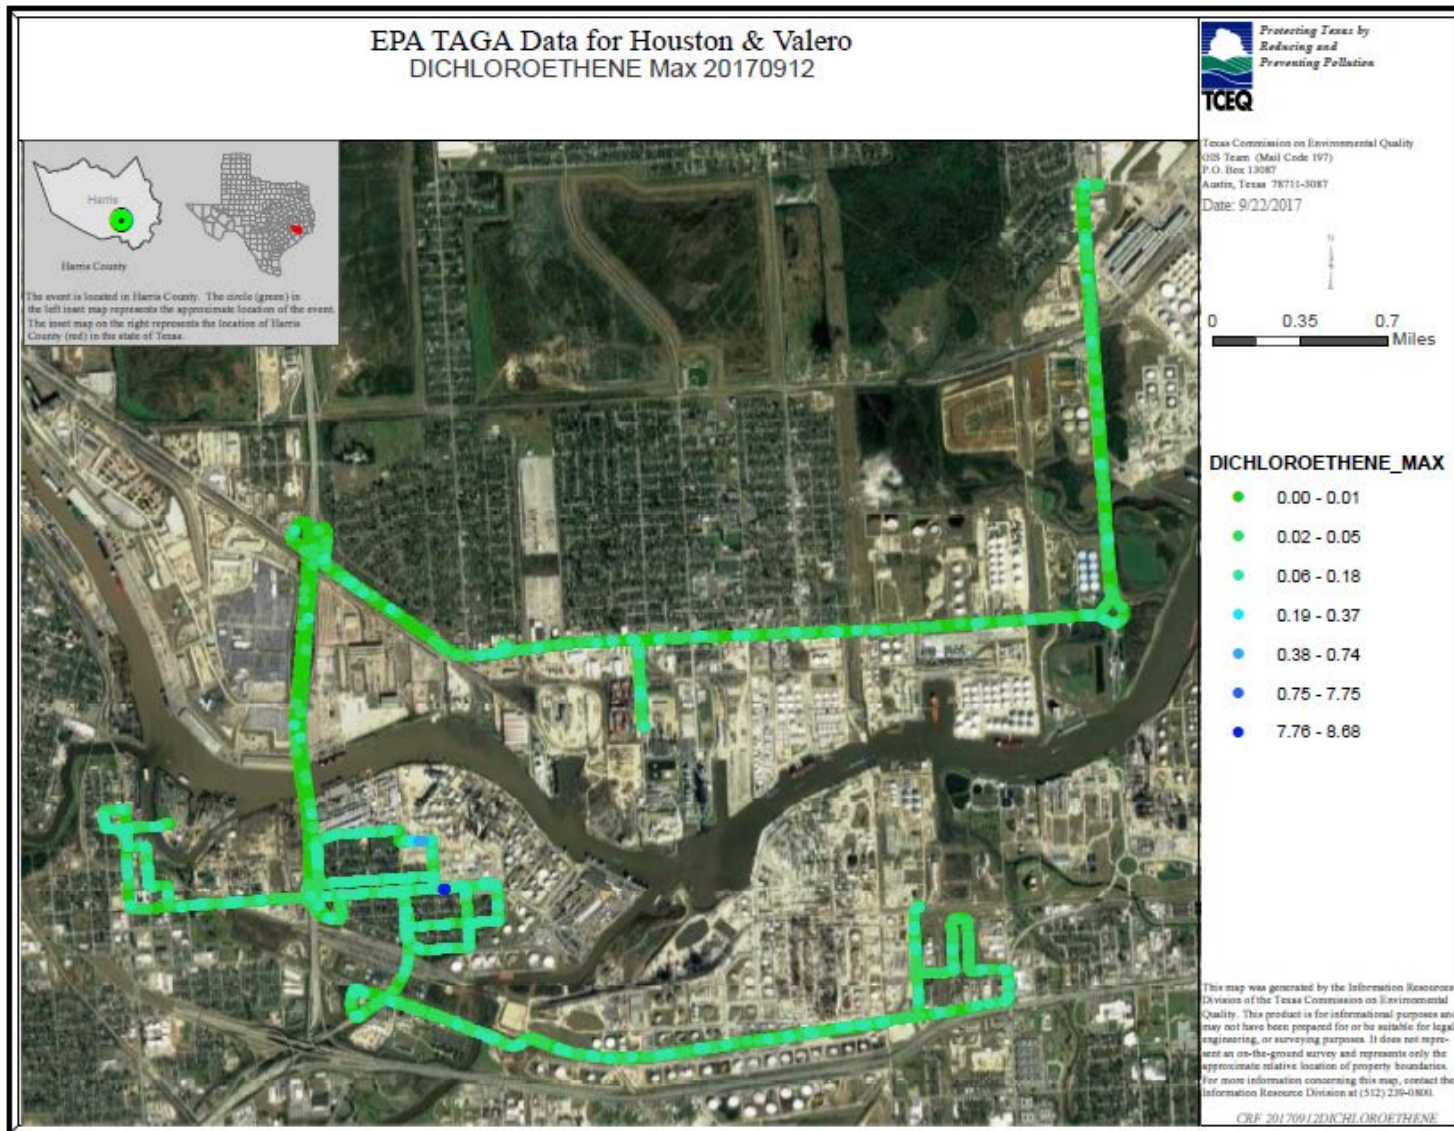 EPA TAGA Data for Houston & Valero
DICHLOROETHENE Max 20170912
Protecting Texas by
Reducing and
Preventing Pollution
TCEQ
Texas Commission on Environmental Quality
GIS Team (Mail Code 197)
P.O. Box 13087
Austin, Texas 78711-3087
Date: 9/22/2017
N
0 0.35 0.7
Miles
Harris
Harris County
The event is located in Harris County. The circle (green) in
the left inset map represents the approximate location of the event.
The inset map on the right represents the location of Harris
County (red) in the state of Texas.
DICHLOROETHENE_MAX
0.00 - 0.01
0.02 - 0.05
0.06 - 0.18
0.19 - 0.37
0.38 - 0.74
0.75 - 7.75
7.76 - 8.68
This map was generated by the Information Resources
Division of the Texas Commission on Environmental
Quality. This product is for informational purposes and
may not have been prepared for or be suitable for legal
engineering, or surveying purposes. It does not repre-
sent an on-the-ground survey and represents only the
approximate relative location of property boundaries.
For more information concerning this map, contact the
Information Resource Division at (512) 239-0800.
CRF 20170912DICHLOROETHENE